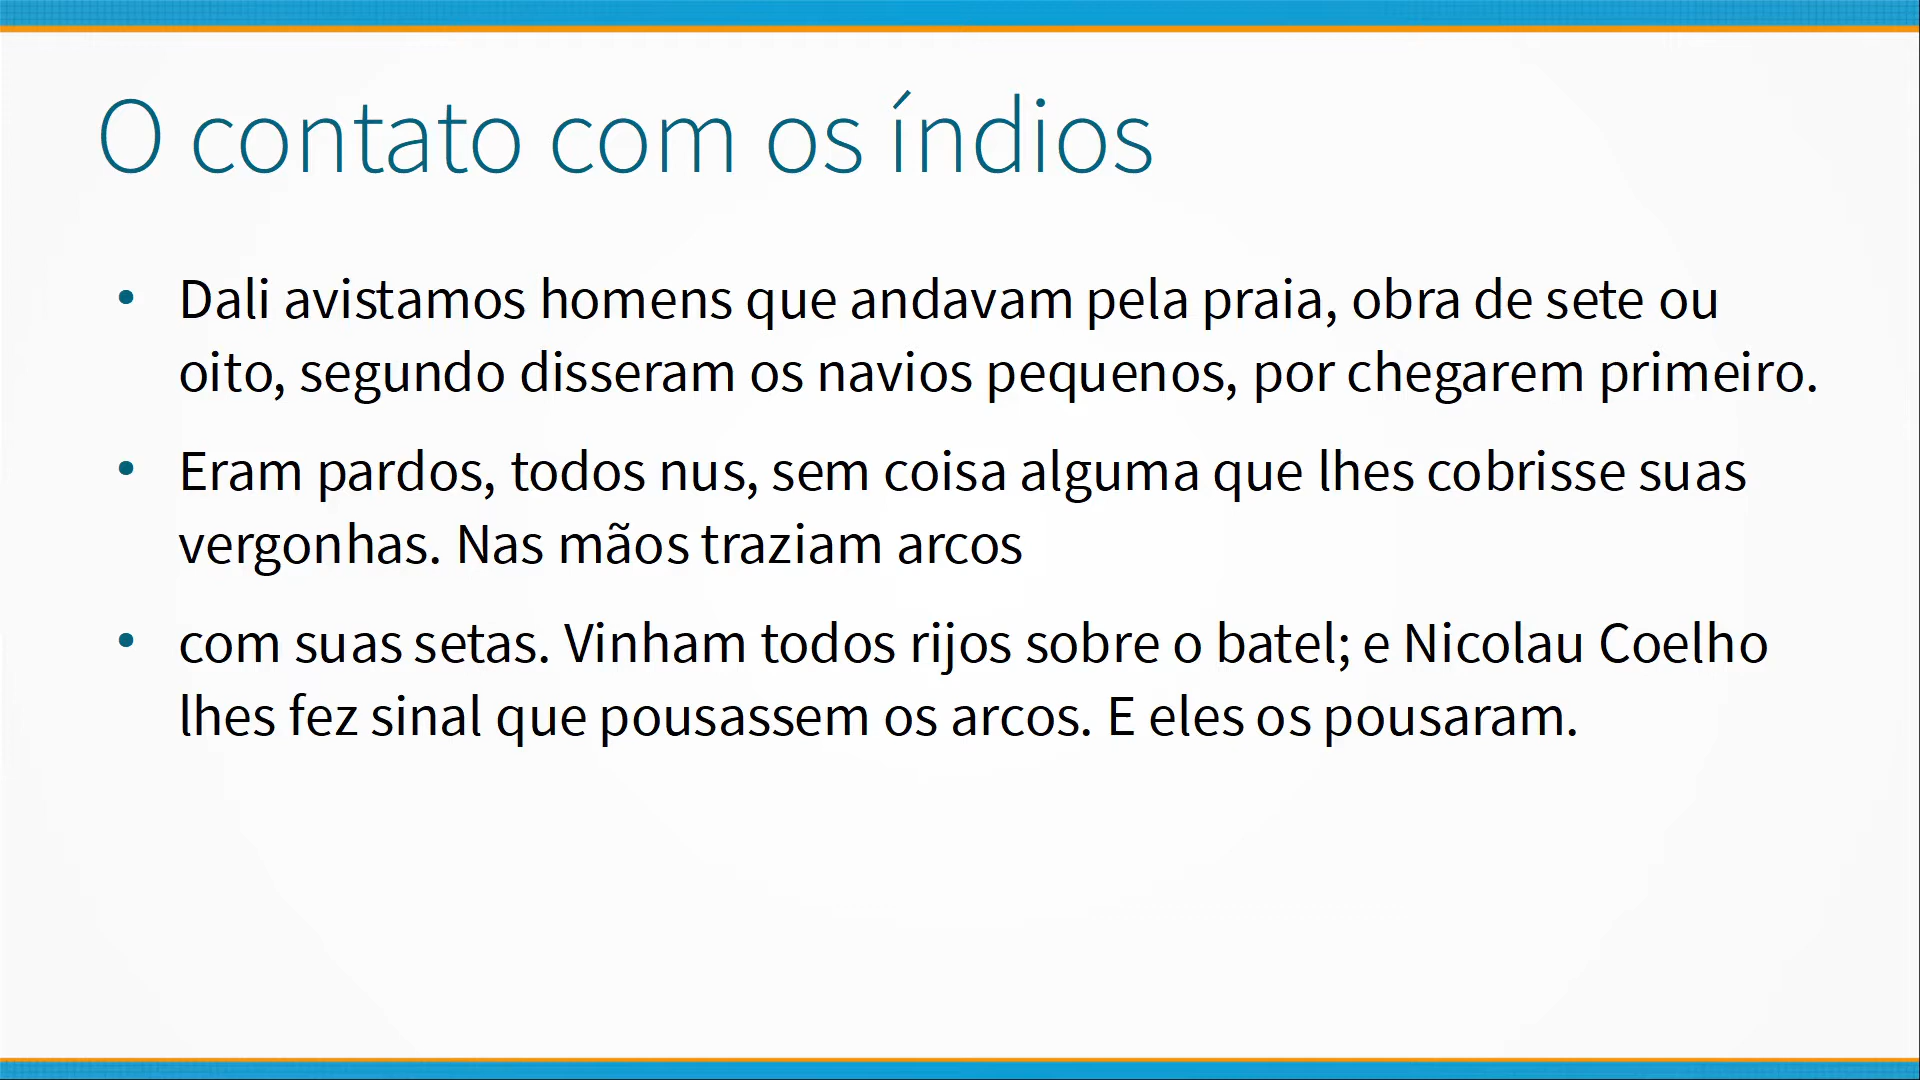 O contato com os índios
• Dali avistamos homens que andavam pela praia, obra de sete ou
oito, segundo disseram os navios pequenos, por chegarem primeiro.
• Eram pardos, todos nus, sem coisa alguma que lhes cobrisse suas
vergonhas. Nas mãos traziam arcos
• com suas setas. Vinham todos rijos sobre o batel; e Nicolau Coelho
lhes fez sinal que pousassem os arcos. E eles os pousaram.